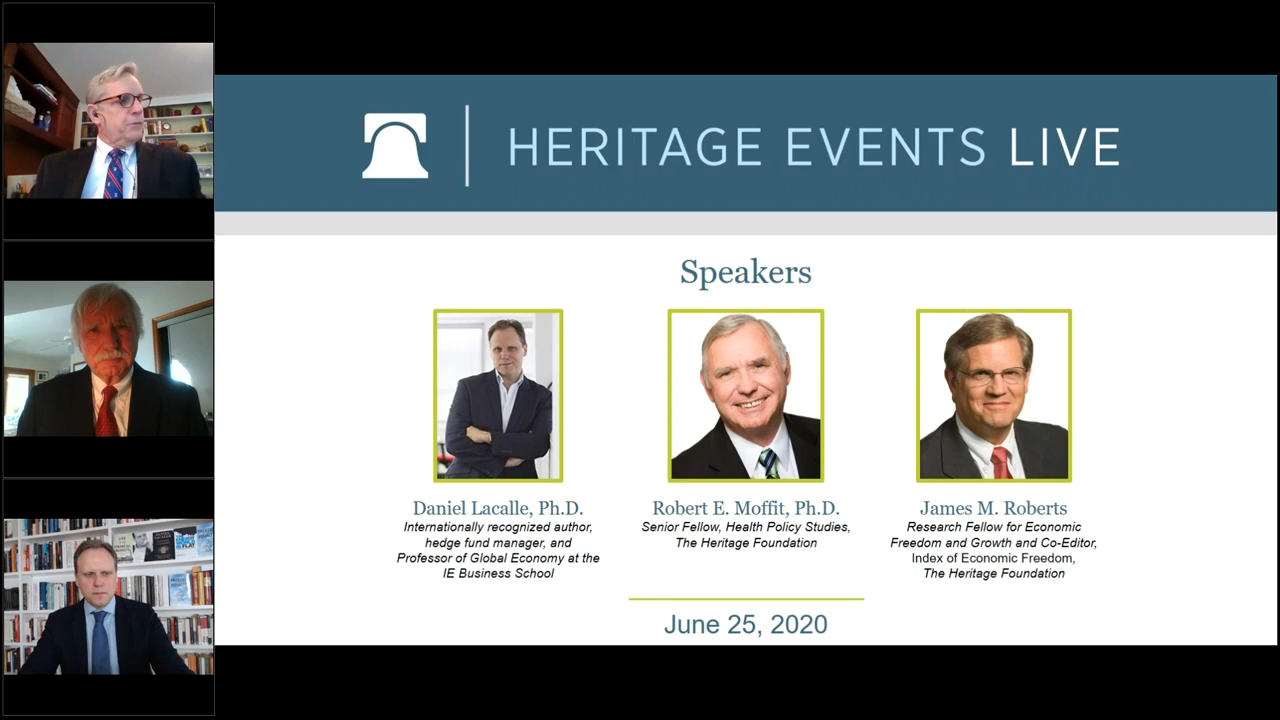 HERITAGE EVENTS LIVE
Speakers
Daniel Lacalle, Ph.D.
Internationally recognized author,
hedge fund manager, and
Professor of Global Economy at the
IE Business School
Robert E. Moffit, Ph.D.
Senior Fellow, Health Policy Studies,
The Heritage Foundation
James M. Roberts
Research Fellow for Economic
Freedom and Growth and Co-Editor,
Index of Economic Freedom,
The Heritage Foundation
June 25, 2020